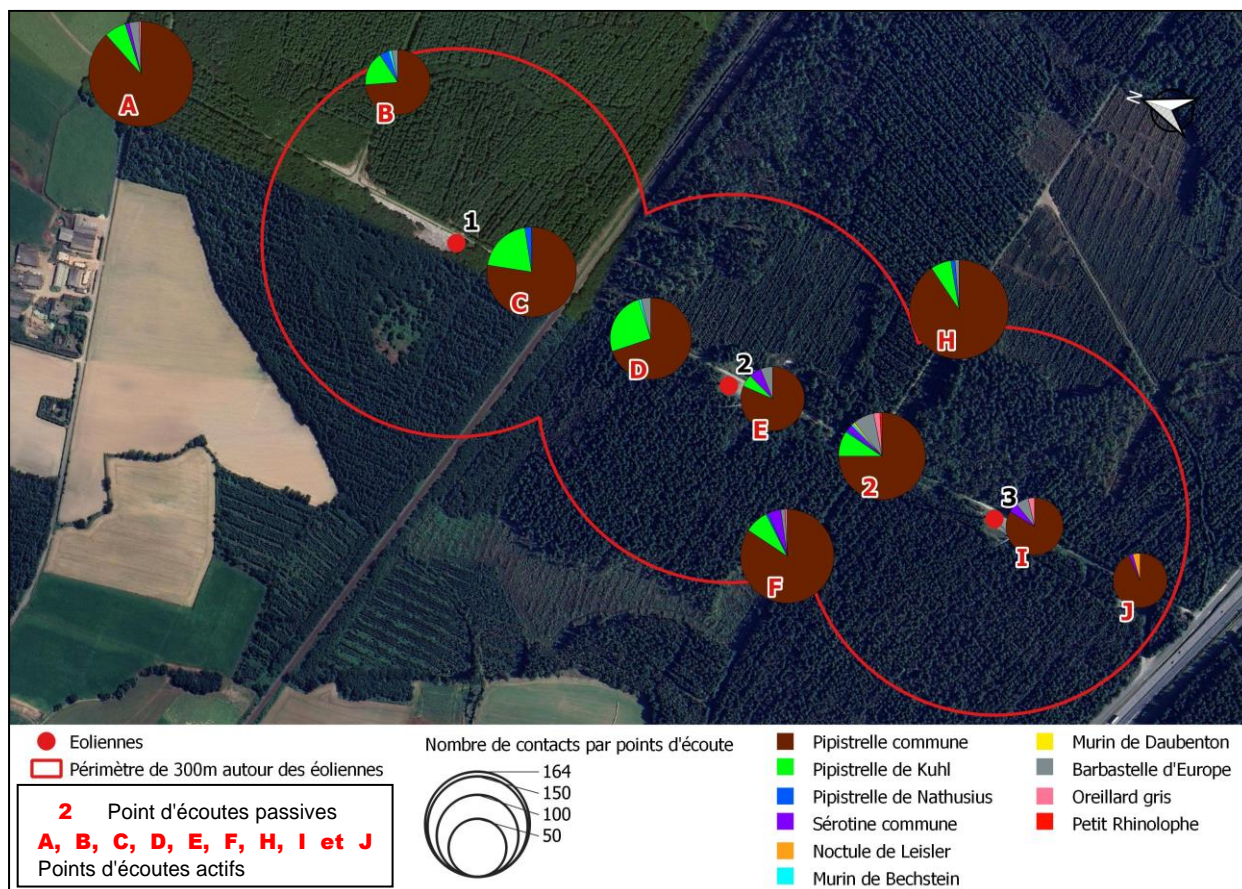 A
B
N
1
C
H
D
2
E
2
3
F
I
J
Eoliennes
Périmètre de 300m autour des éoliennes
2 Point d'écoutes passives
A, B, C, D, E, F, H, I et J
Points d'écoutes actifs
Nombre de contacts par points d'écoute
164
150
100
50
Pipistrelle commune
Pipistrelle de Kuhl
Pipistrelle de Nathusius
Sérotine commune
Noctule de Leisler
Murin de Bechstein
Murin de Daubenton
Barbastelle d'Europe
Oreillard gris
Petit Rhinolophe